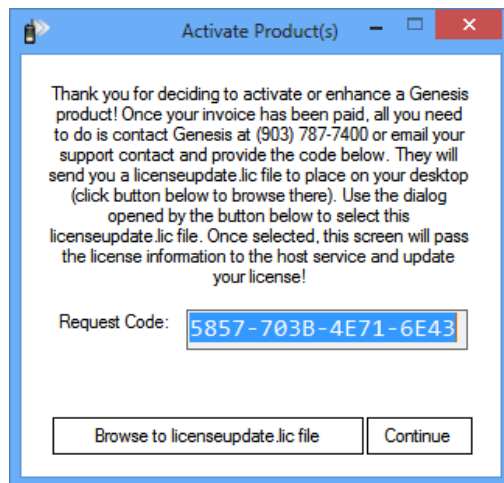 Activate Product(s)
Thank you for deciding to activate or enhance a Genesis
product! Once your invoice has been paid, all you need
to do is contact Genesis at (903) 787-7400 or email your
support contact and provide the code below. They will
send you a licenseupdate.lic file to place on your desktop
(click button below to browse there). Use the dialog
opened by the button below to select this
licenseupdate.lic file. Once selected, this screen will pass
the license information to the host service and update
your license!
Request Code: 5857-703B-4E71-6E43
Browse to licenseupdate.lic file Continue